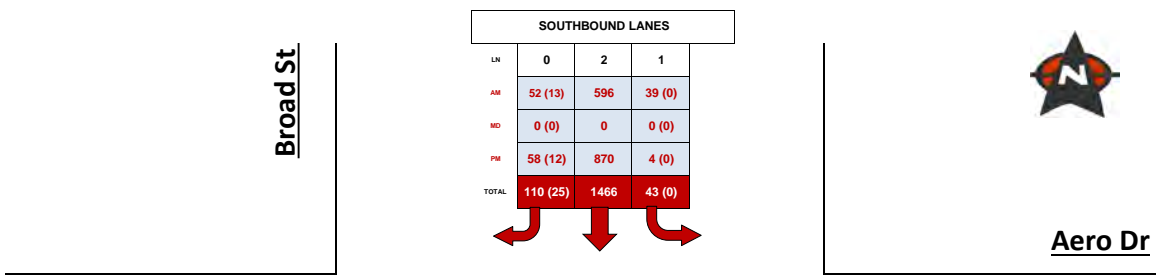 SOUTHBOUND LANES
Broad St
LN 0 2 1
AM 52 (13) 596 39 (0)
N
MD 0 (0) 0 0 (0)
PM 58 (12) 870 4 (0)
TOTAL 110 (25) 1466 43 (0)
Aero Dr